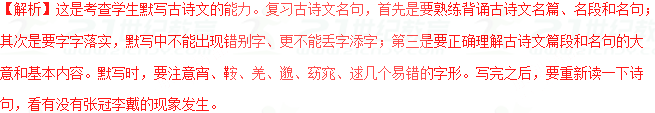 【解析】这是考查学生默写古诗文的能力。复习古诗文名句，首先是要熟练背诵古诗文名篇、名段和名句；
其次是要字字落实，默写中不能出现错别字、更不能丢字添字；第三是要正确理解古诗文篇段和名句的大
意和基本内容。默写时，要注意宵、鞍、羌、邈、窈窕、逑几个易错的字形。写完之后，要重新读一下诗
句，看有没有张冠李戴的现象发生。